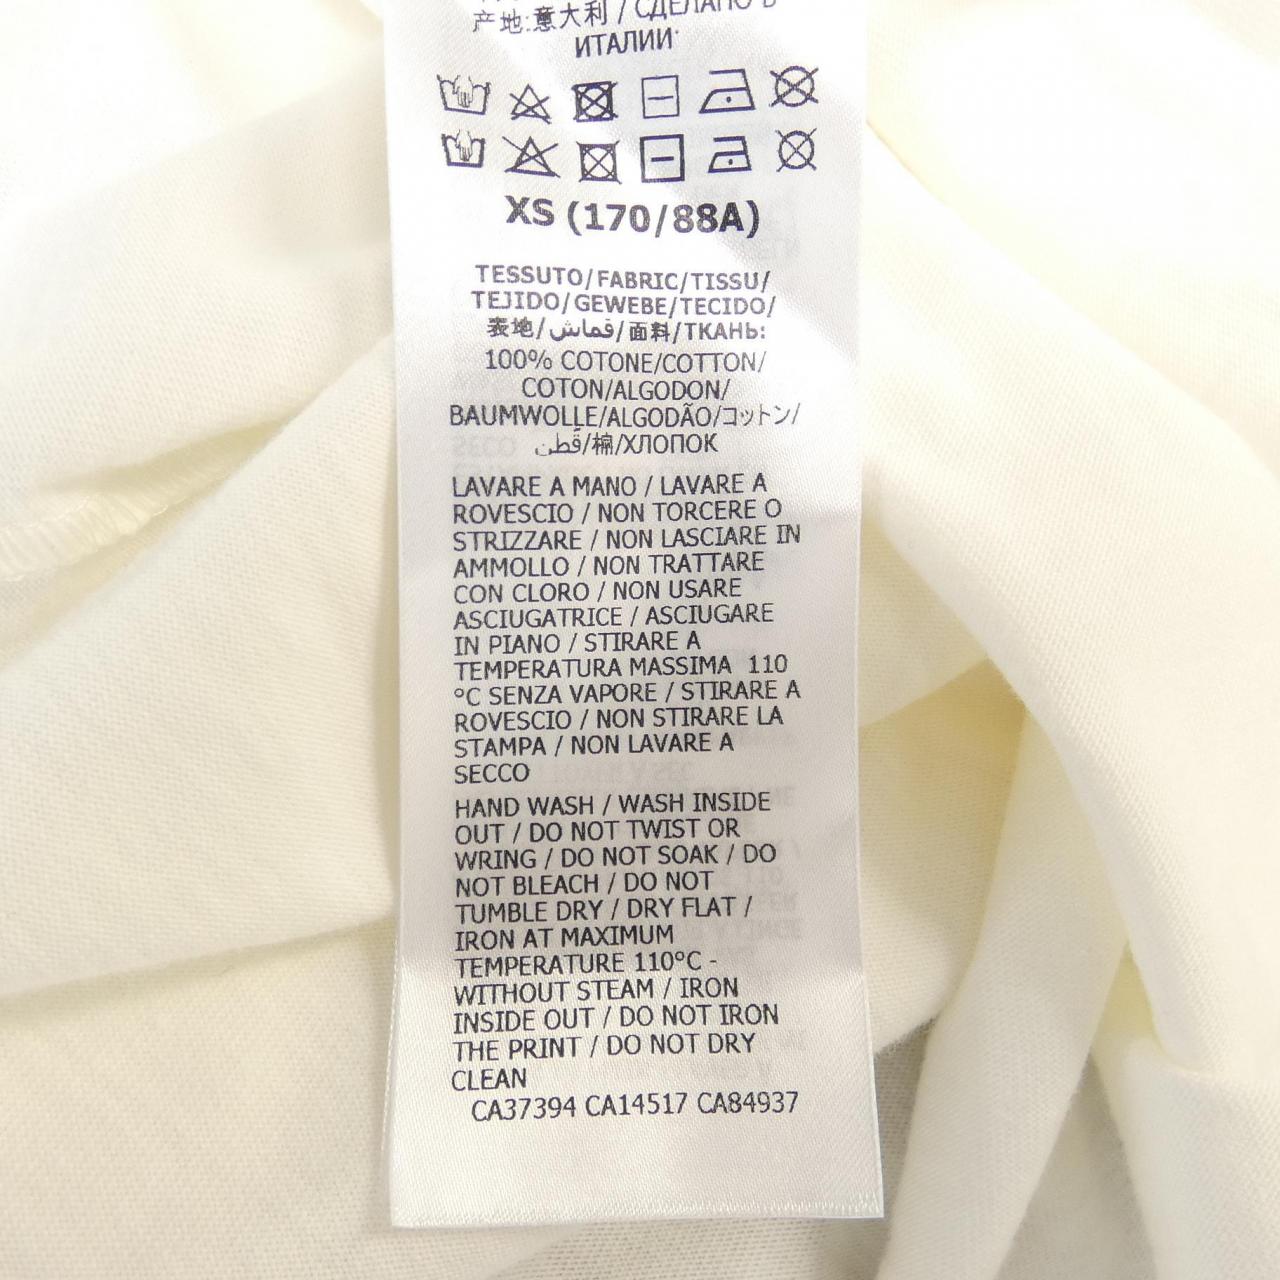 产地:意大利 / СДЕЛАНО В
ИТАЛИИ
XS (170/88A)
TESSUTO/FABRIC/TISSU/
TEJIDO/GEWEBE/TECIDO/
表地/قماش/面料/ТКАНЬ:
100% COTONE/COTTON/
COTON/ALGODON/
BAUMWOLLE/ALGODÃO/コットン/
قطن/棉/ХЛОПОК
LAVARE A MANO / LAVARE A
ROVESCIO / NON TORCERE O
STRIZZARE / NON LASCIARE IN
AMMOLLO / NON TRATTARE
CON CLORO / NON USARE
ASCIUGATRICE / ASCIUGARE
IN PIANO / STIRARE A
TEMPERATURA MASSIMA 110
°C SENZA VAPORE / STIRARE A
ROVESCIO / NON STIRARE LA
STAMPA / NON LAVARE A
SECCO
HAND WASH / WASH INSIDE
OUT / DO NOT TWIST OR
WRING / DO NOT SOAK / DO
NOT BLEACH / DO NOT
TUMBLE DRY / DRY FLAT /
IRON AT MAXIMUM
TEMPERATURE 110°C -
WITHOUT STEAM / IRON
INSIDE OUT / DO NOT IRON
THE PRINT / DO NOT DRY
CLEAN
CA37394 CA14517 CA84937